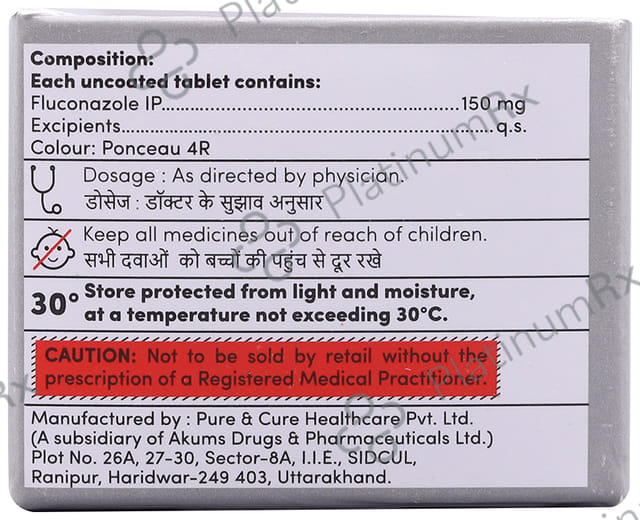 Composition:
Each uncoated tablet contains:
Fluconazole IP..........................................................150 mg
Excipients....................................................................q.s.
Colour: Ponceau 4R
Dosage : As directed by physician.
डोसेज : डॉक्टर के सुझाव अनुसार
Keep all medicines out of reach of children.
सभी दवाओं को बच्चों की पहुंच से दूर रखे
30° Store protected from light and moisture,
at a temperature not exceeding 30°C.
CAUTION: Not to be sold by retail without the
prescription of a Registered Medical Practitioner.
Manufactured by : Pure & Cure Healthcare Pvt. Ltd.
(A subsidiary of Akums Drugs & Pharmaceuticals Ltd.)
Plot No. 26A, 27-30, Sector-8A, I.I.E., SIDCUL,
Ranipur, Haridwar-249 403, Uttarakhand.
PlatinumRx
PlatinumRx
PlatinumRx